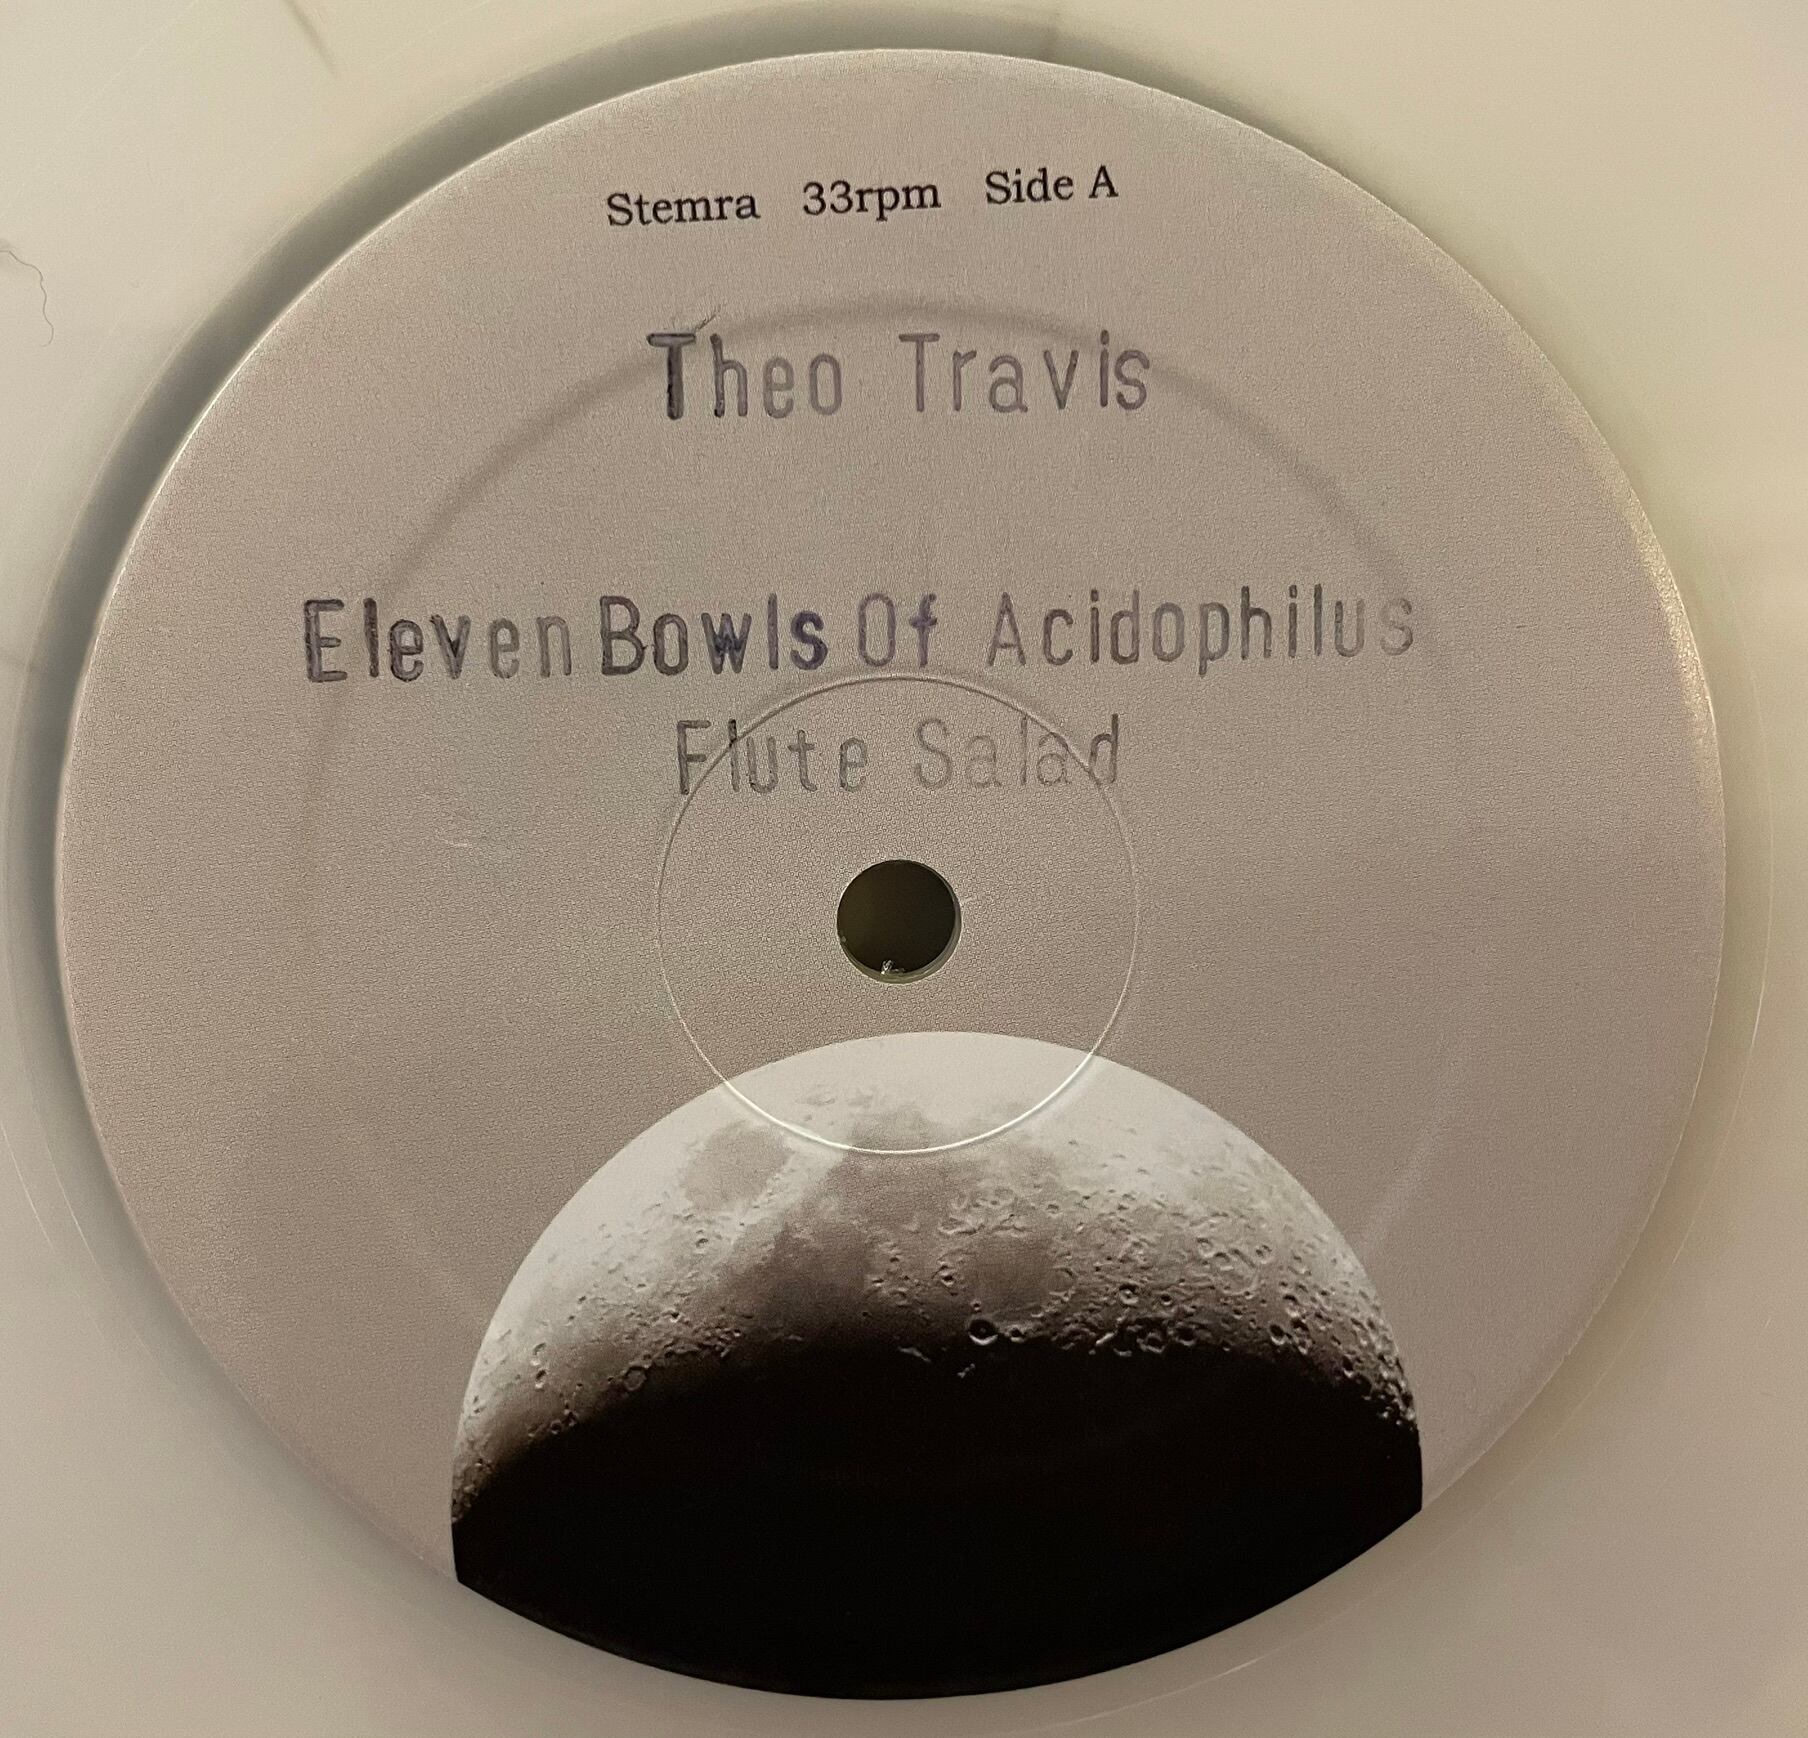 Stemra 33rpm Side A
Theo Travis
Eleven Bowls Of Acidophilus
Flute Salad